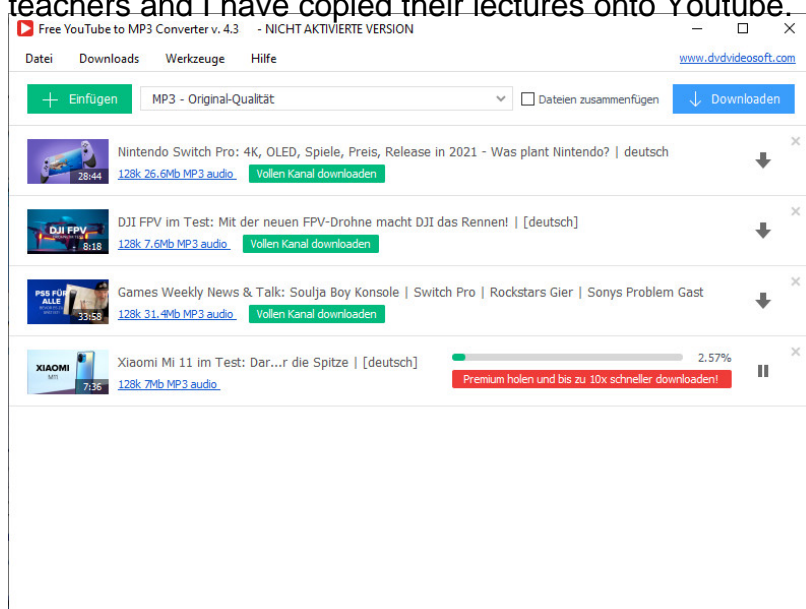 teachers and I have copied their lectures onto Youtube.
Free YouTube to MP3 Converter v. 4.3 - NICHT AKTIVIERTE VERSION
Datei Downloads Werkzeuge Hilfe www.dvdvideosoft.com
Einfügen MP3 - Original-Qualität Dateien zusammenfügen Downloaden
Nintendo Switch Pro: 4K, OLED, Spiele, Preis, Release in 2021 - Was plant Nintendo? | deutsch
28:44 128k 26.6Mb MP3 audio Vollen Kanal downloaden
DJI FPV im Test: Mit der neuen FPV-Drohne macht DJI das Rennen! | [deutsch]
DJI FPV
8:18 128k 7.6Mb MP3 audio Vollen Kanal downloaden
Games Weekly News & Talk: Soulja Boy Konsole | Switch Pro | Rockstars Gier | Sonys Problem Gast
PS5 FÜR
ALLE
33:58 128k 31.4Mb MP3 audio Vollen Kanal downloaden
Xiaomi Mi 11 im Test: Dar...r die Spitze | [deutsch] 2.57%
XIAOMI
M11
7:36 128k 7Mb MP3 audio Premium holen und bis zu 10x schneller downloaden!